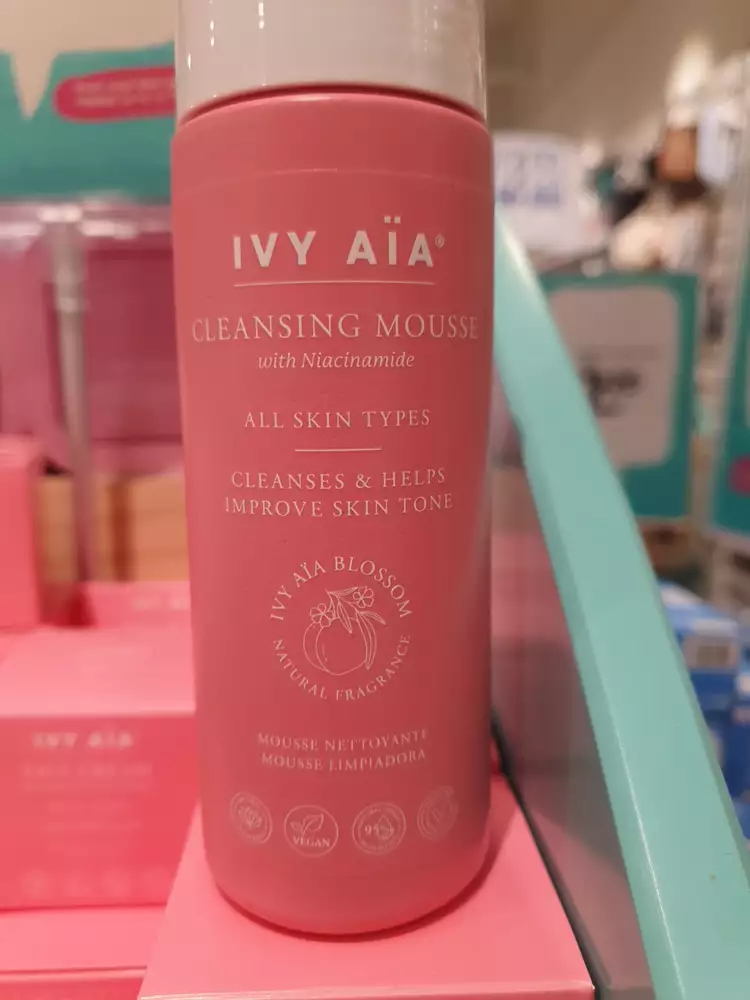 IVY AÏA®
CLEANSING MOUSSE
with Niacinamide
ALL SKIN TYPES
CLEANSES & HELPS
IMPROVE SKIN TONE
IVY AÏA BLOSSOM
NATURAL FRAGRANCE
MOUSSE NETTOYANTE
MOUSSE LIMPIADORA
VEGAN
IVY AÏA